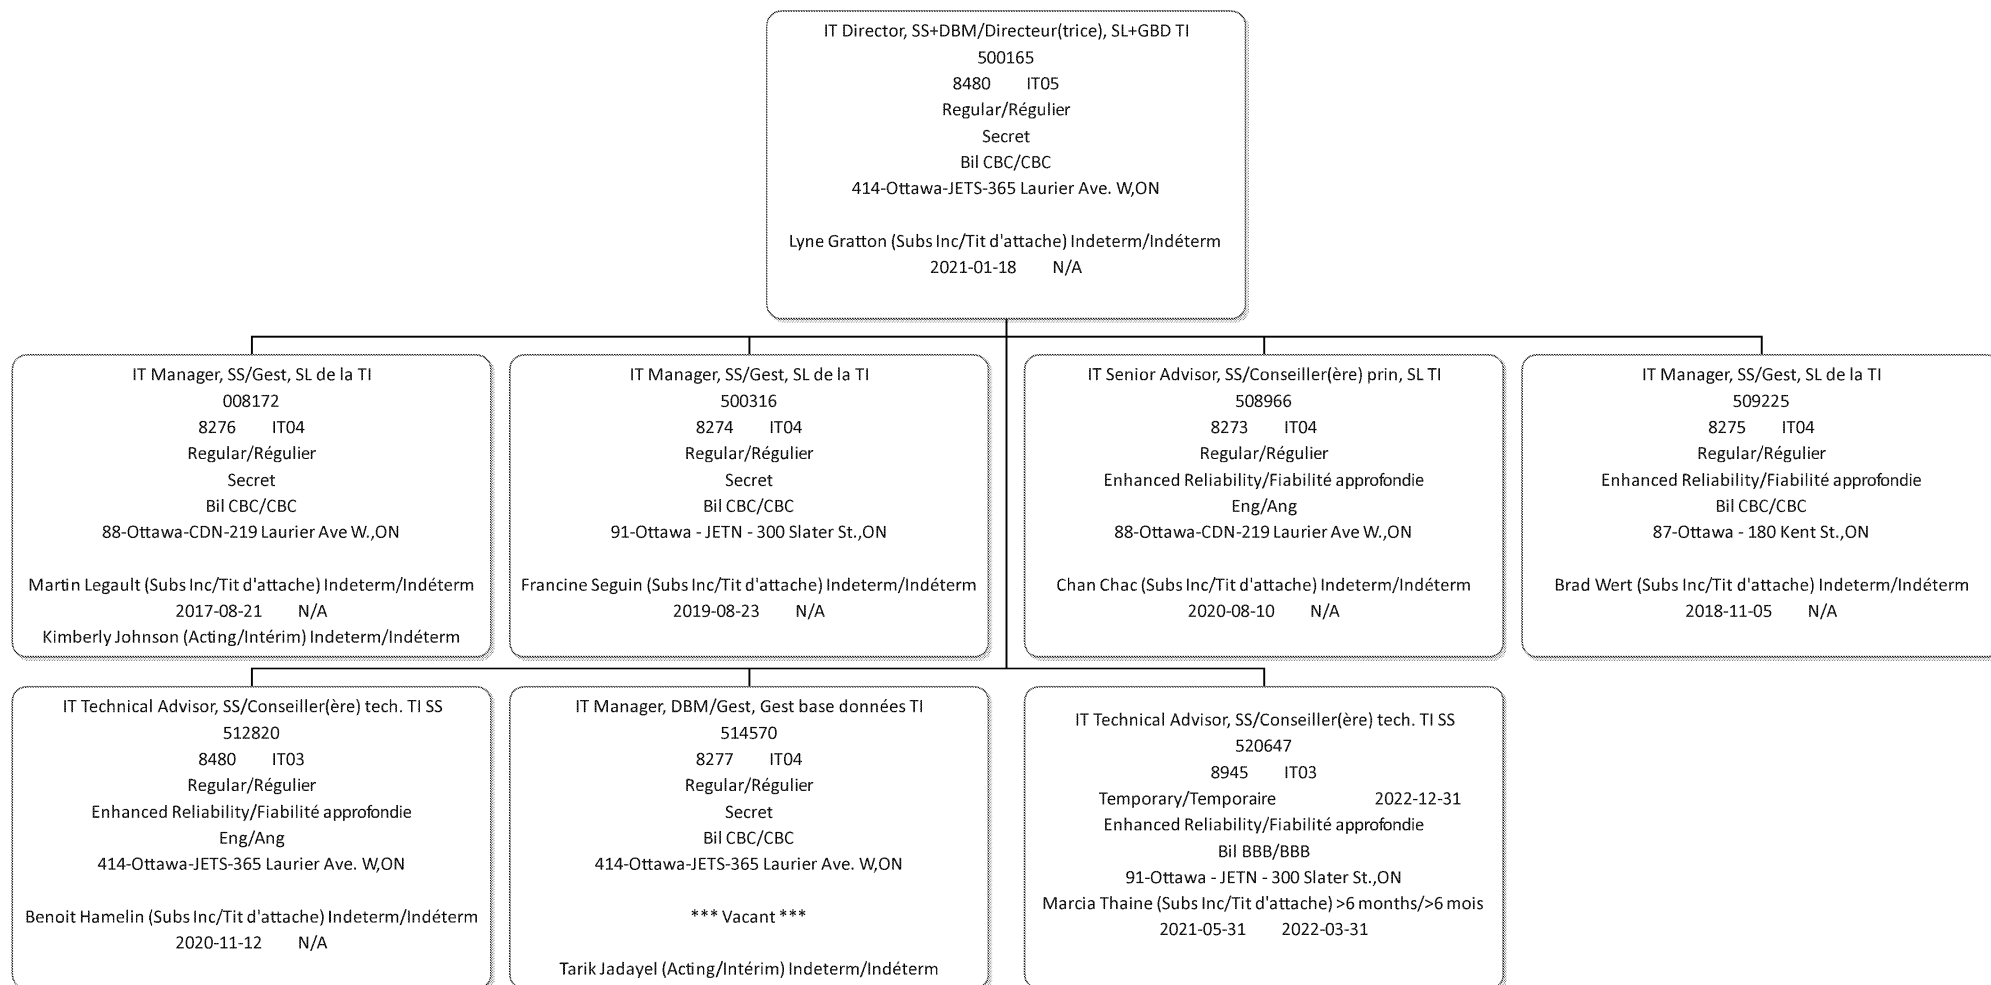 IT Director, SS+DBM/Directeur(trice), SL+GBD TI
500165
8480 IT05
Regular/Régulier
Secret
Bil CBC/CBC
414-Ottawa-JETS-365 Laurier Ave. W,ON
Lyne Gratton (Subs Inc/Tit d'attache) Indeterm/Indéterm
2021-01-18 N/A
IT Manager, SS/Gest, SL de la TI
008172
8276 IT04
Regular/Régulier
Secret
Bil CBC/CBC
88-Ottawa-CDN-219 Laurier Ave W.,ON
Martin Legault (Subs Inc/Tit d'attache) Indeterm/Indéterm
2017-08-21 N/A
Kimberly Johnson (Acting/Intérim) Indeterm/Indéterm
IT Manager, SS/Gest, SL de la TI
500316
8274 IT04
Regular/Régulier
Secret
Bil CBC/CBC
91-Ottawa - JETN - 300 Slater St.,ON
Francine Seguin (Subs Inc/Tit d'attache) Indeterm/Indéterm
2019-08-23 N/A
IT Senior Advisor, SS/Conseiller(ère) prin, SL TI
508966
8273 IT04
Regular/Régulier
Enhanced Reliability/Fiabilité approfondie
Eng/Ang
88-Ottawa-CDN-219 Laurier Ave W.,ON
Chan Chac (Subs Inc/Tit d'attache) Indeterm/Indéterm
2020-08-10 N/A
IT Manager, SS/Gest, SL de la TI
509225
8275 IT04
Regular/Régulier
Enhanced Reliability/Fiabilité approfondie
Bil CBC/CBC
87-Ottawa - 180 Kent St.,ON
Brad Wert (Subs Inc/Tit d'attache) Indeterm/Indéterm
2018-11-05 N/A
IT Technical Advisor, SS/Conseiller(ère) tech. TI SS
512820
8480 IT03
Regular/Régulier
Enhanced Reliability/Fiabilité approfondie
Eng/Ang
414-Ottawa-JETS-365 Laurier Ave. W,ON
Benoit Hamelin (Subs Inc/Tit d'attache) Indeterm/Indéterm
2020-11-12 N/A
IT Manager, DBM/Gest, Gest base données TI
514570
8277 IT04
Regular/Régulier
Secret
Bil CBC/CBC
414-Ottawa-JETS-365 Laurier Ave. W,ON
*** Vacant ***
Tarik Jadayel (Acting/Intérim) Indeterm/Indéterm
IT Technical Advisor, SS/Conseiller(ère) tech. TI SS
520647
8945 IT03
Temporary/Temporaire 2022-12-31
Enhanced Reliability/Fiabilité approfondie
Bil BBB/BBB
91-Ottawa - JETN - 300 Slater St.,ON
Marcia Thaine (Subs Inc/Tit d'attache) >6 months/>6 mois
2021-05-31 2022-03-31